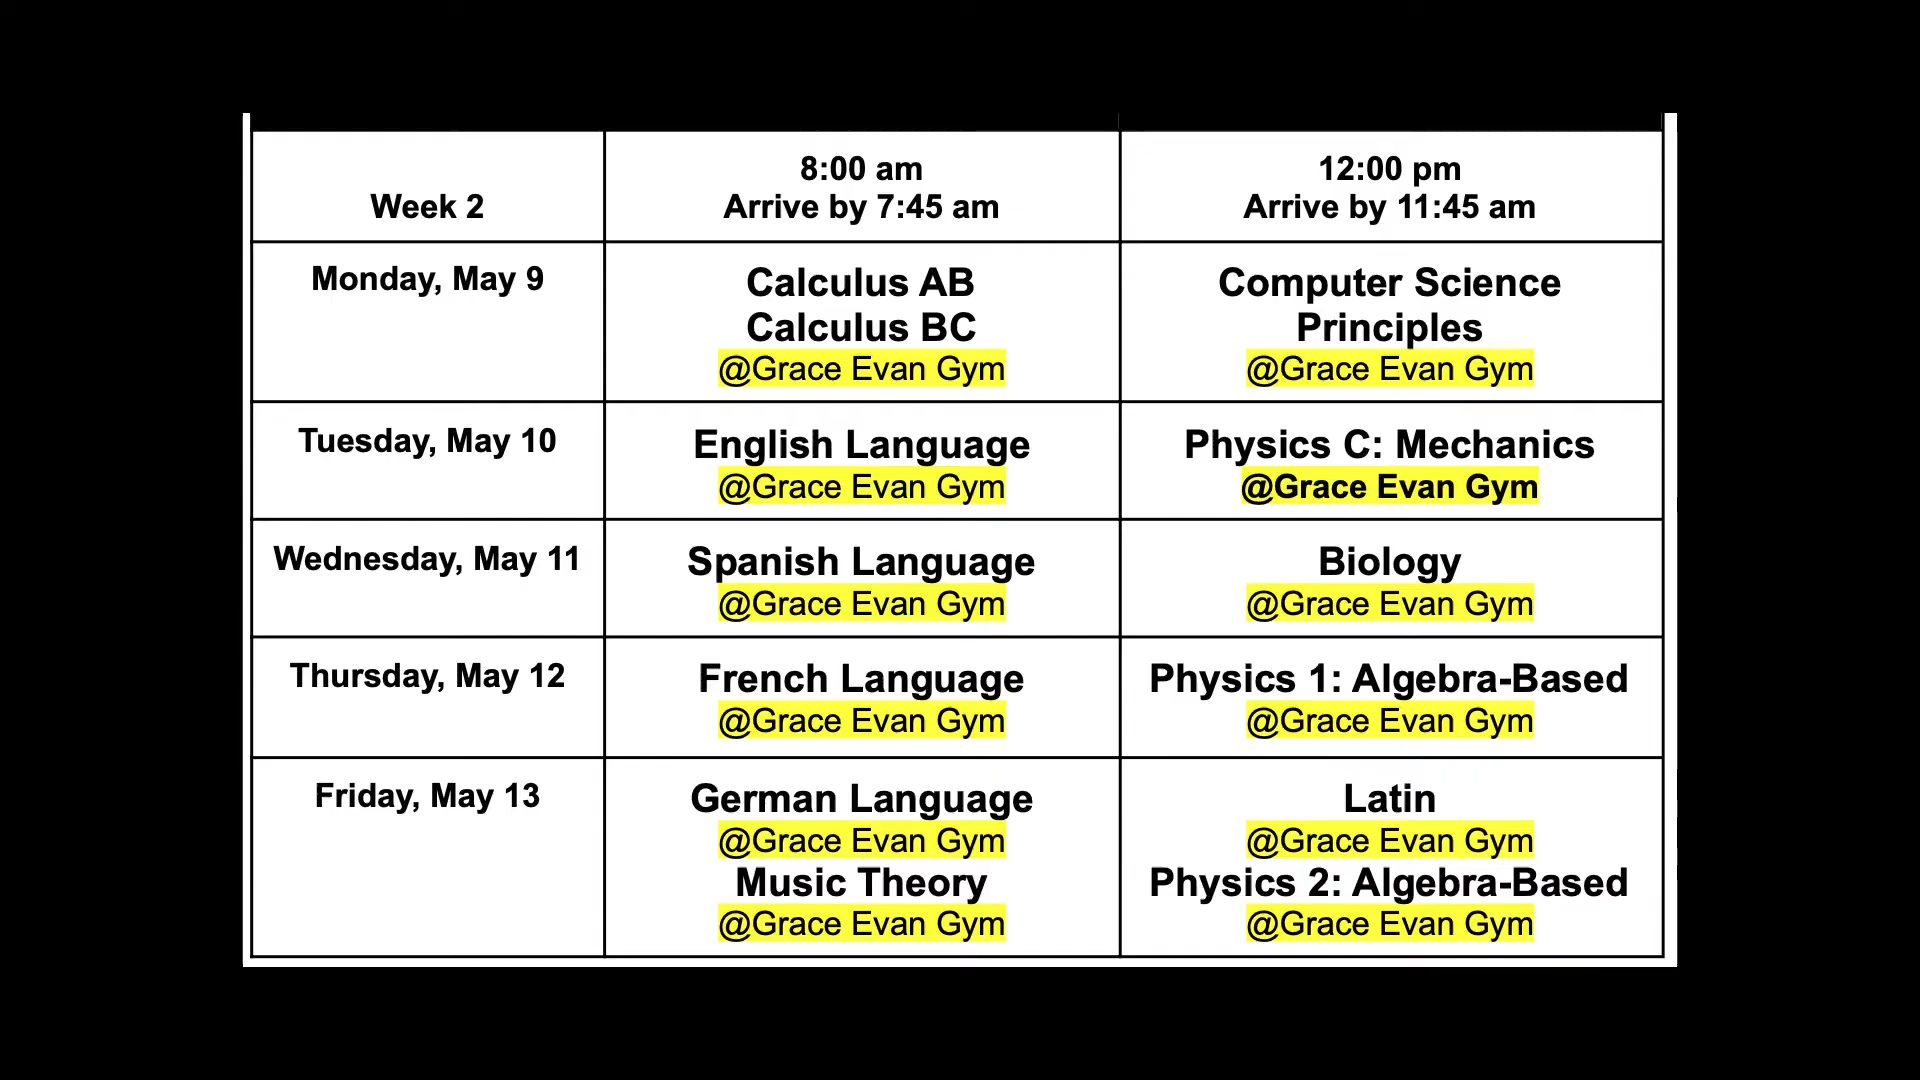 Week 2
8:00 am
Arrive by 7:45 am
12:00 pm
Arrive by 11:45 am
Monday, May 9
Calculus AB
Calculus BC
@Grace Evan Gym
Computer Science
Principles
@Grace Evan Gym
Tuesday, May 10
English Language
@Grace Evan Gym
Physics C: Mechanics
@Grace Evan Gym
Wednesday, May 11
Spanish Language
@Grace Evan Gym
Biology
@Grace Evan Gym
Thursday, May 12
French Language
@Grace Evan Gym
Physics 1: Algebra-Based
@Grace Evan Gym
Friday, May 13
German Language
@Grace Evan Gym
Music Theory
@Grace Evan Gym
Latin
@Grace Evan Gym
Physics 2: Algebra-Based
@Grace Evan Gym